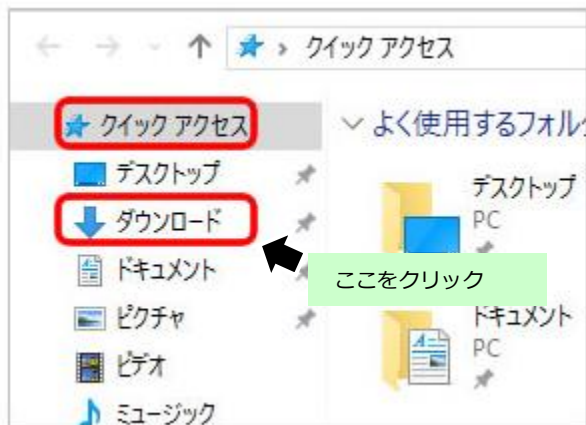 クイック アクセス
クイック アクセス
デスクトップ
ダウンロード
ドキュメント
ピクチャ
ビデオ
ミュージック
よく使用するフォル
デスクトップ
PC
ここをクリック
ドキュメント
PC